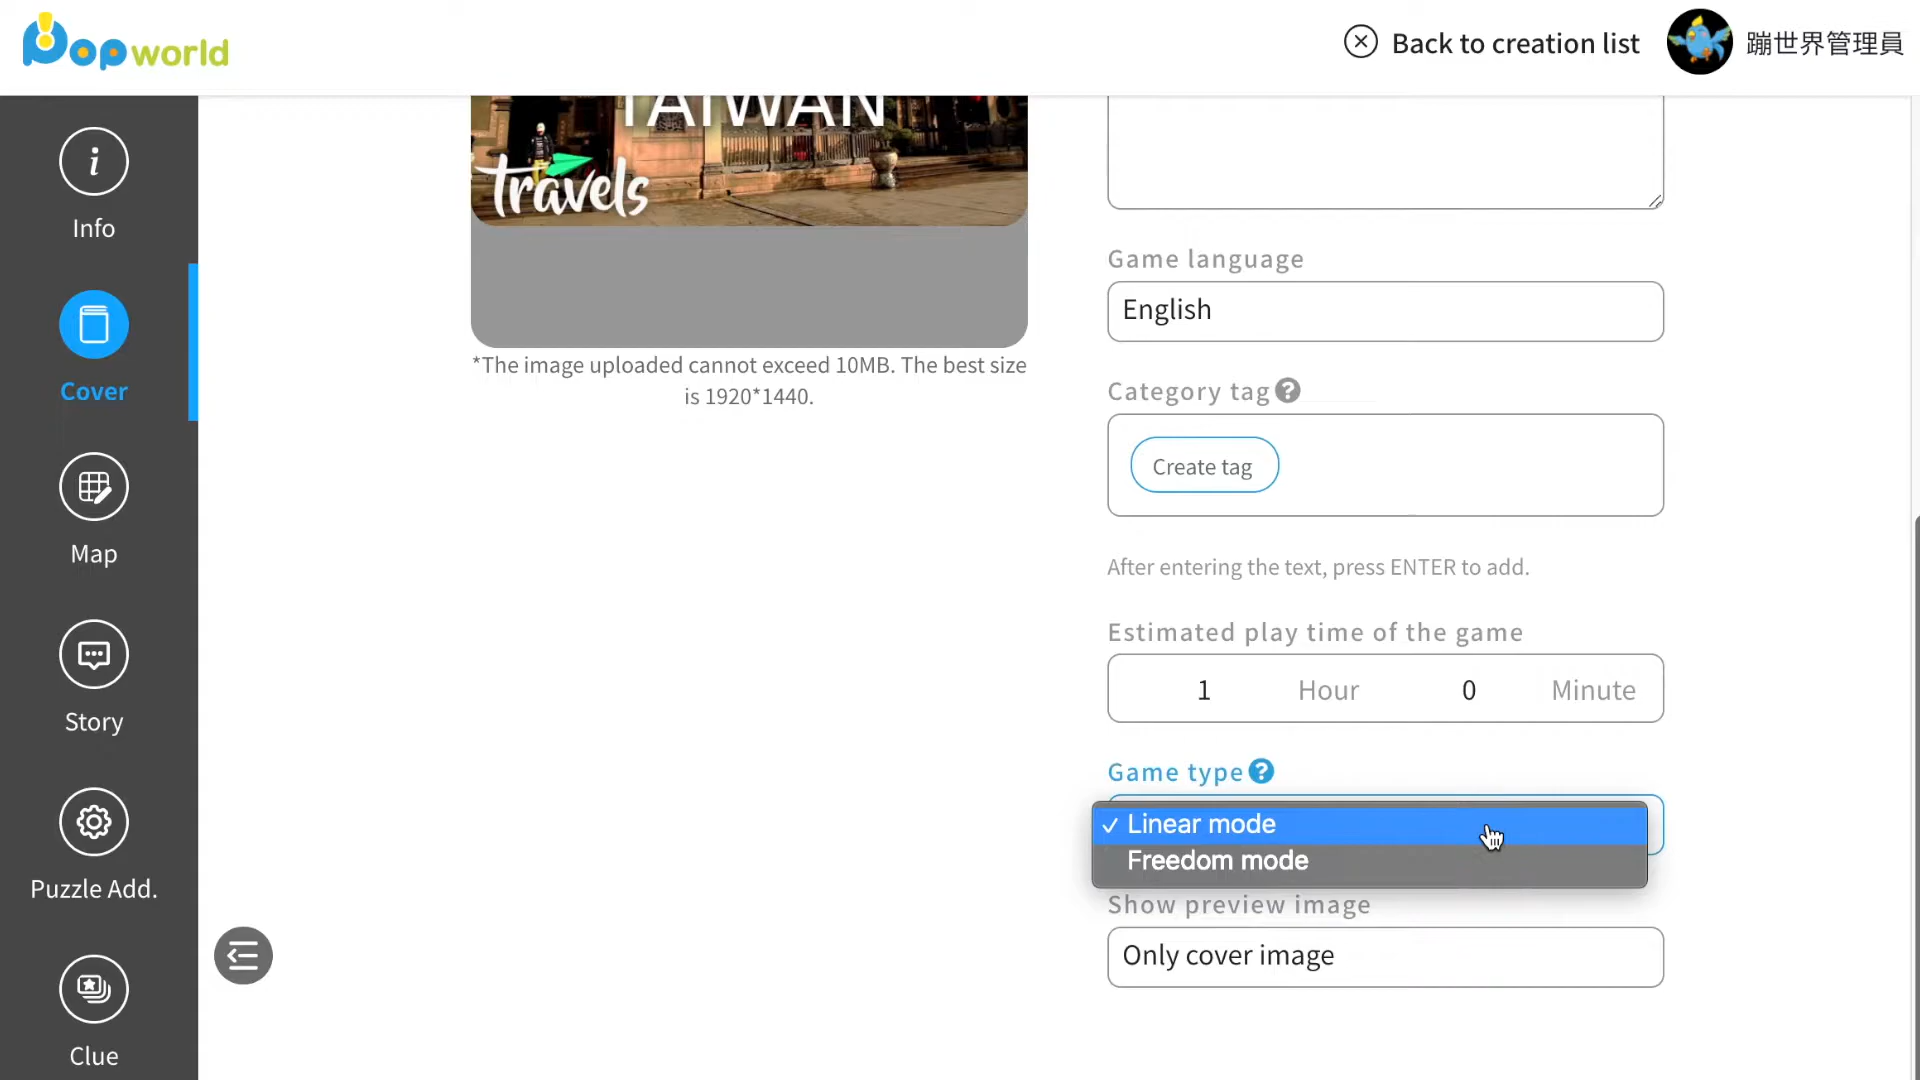 Popworld
Back to creation list
蹦世界管理員
Info
Cover
Map
Story
Puzzle Add.
Clue
TAIWAN
travels
*The image uploaded cannot exceed 10MB. The best size
is 1920*1440.
Game language
English
Category tag
Create tag
After entering the text, press ENTER to add.
Estimated play time of the game
1 Hour 0 Minute
Game type
✓ Linear mode
Freedom mode
Show preview image
Only cover image